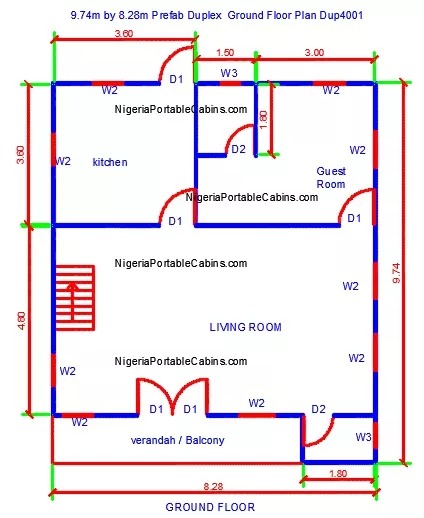 9.74m by 8.28m Prefab Duplex Ground Floor Plan Dup4001
3.60
1.50
3.00
D1
W3
W2
W2
NigeriaPortableCabins.com
1.80
3.60
W2
kitchen
D2
W2
Guest
Room
NigeriaPortableCabins.com
D1
D1
NigeriaPortableCabins.com
9.74
W2
4.80
LIVING ROOM
NigeriaPortableCabins.com
W2
W2
D1
D1
W2
D2
W2
verandah / Balcony
W3
1.80
8.28
GROUND FLOOR